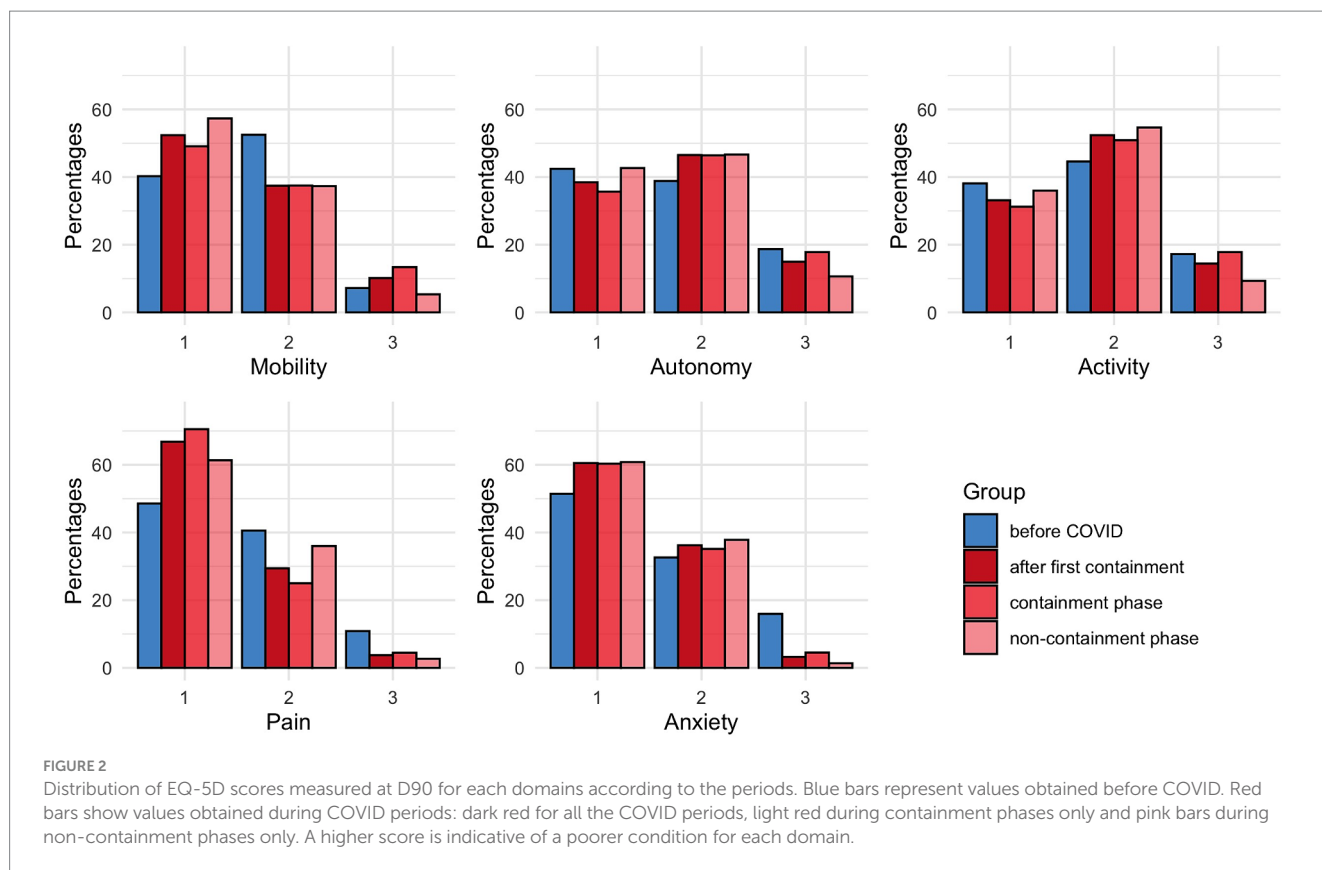 Percentages
60
40
20
0
1 2 3
Mobility
Percentages
60
40
20
0
1 2 3
Autonomy
Percentages
60
40
20
0
1 2 3
Activity
Percentages
60
40
20
0
1 2 3
Pain
Percentages
60
40
20
0
1 2 3
Anxiety
Group
before COVID
after first containment
containment phase
non-containment phase
FIGURE 2
Distribution of EQ-5D scores measured at D90 for each domains according to the periods. Blue bars represent values obtained before COVID. Red
bars show values obtained during COVID periods: dark red for all the COVID periods, light red during containment phases only and pink bars during
non-containment phases only. A higher score is indicative of a poorer condition for each domain.